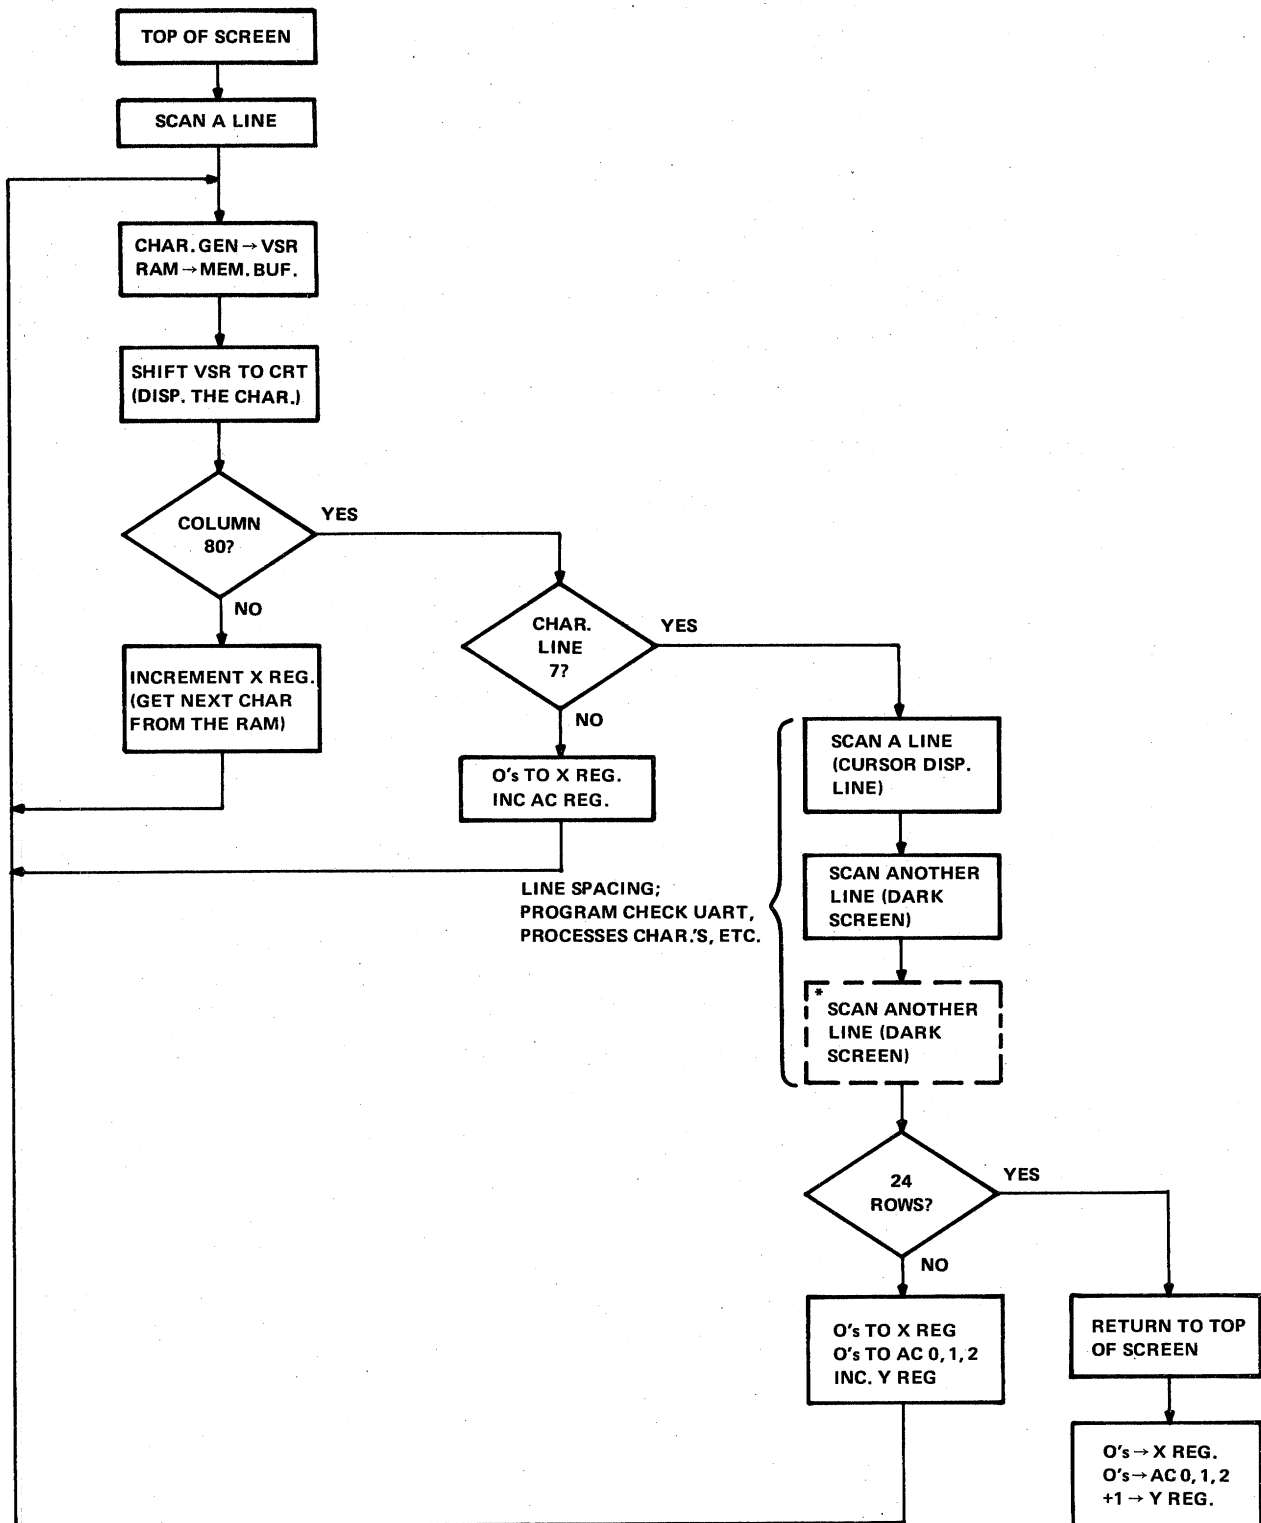 TOP OF SCREEN
SCAN A LINE
CHAR. GEN → VSR
RAM → MEM. BUF.
SHIFT VSR TO CRT
(DISP. THE CHAR.)
COLUMN
80?
YES
NO
INCREMENT X REG.
(GET NEXT CHAR
FROM THE RAM)
CHAR.
LINE
7?
YES
NO
O's TO X REG.
INC AC REG.
LINE SPACING;
PROGRAM CHECK UART,
PROCESSES CHAR.'S, ETC.
SCAN A LINE
(CURSOR DISP.
LINE)
SCAN ANOTHER
LINE (DARK
SCREEN)
*
SCAN ANOTHER
LINE (DARK
SCREEN)
24
ROWS?
YES
NO
O's TO X REG
O's TO AC 0, 1, 2
INC. Y REG
RETURN TO TOP
OF SCREEN
O's → X REG.
O's → AC 0, 1, 2
+1 → Y REG.